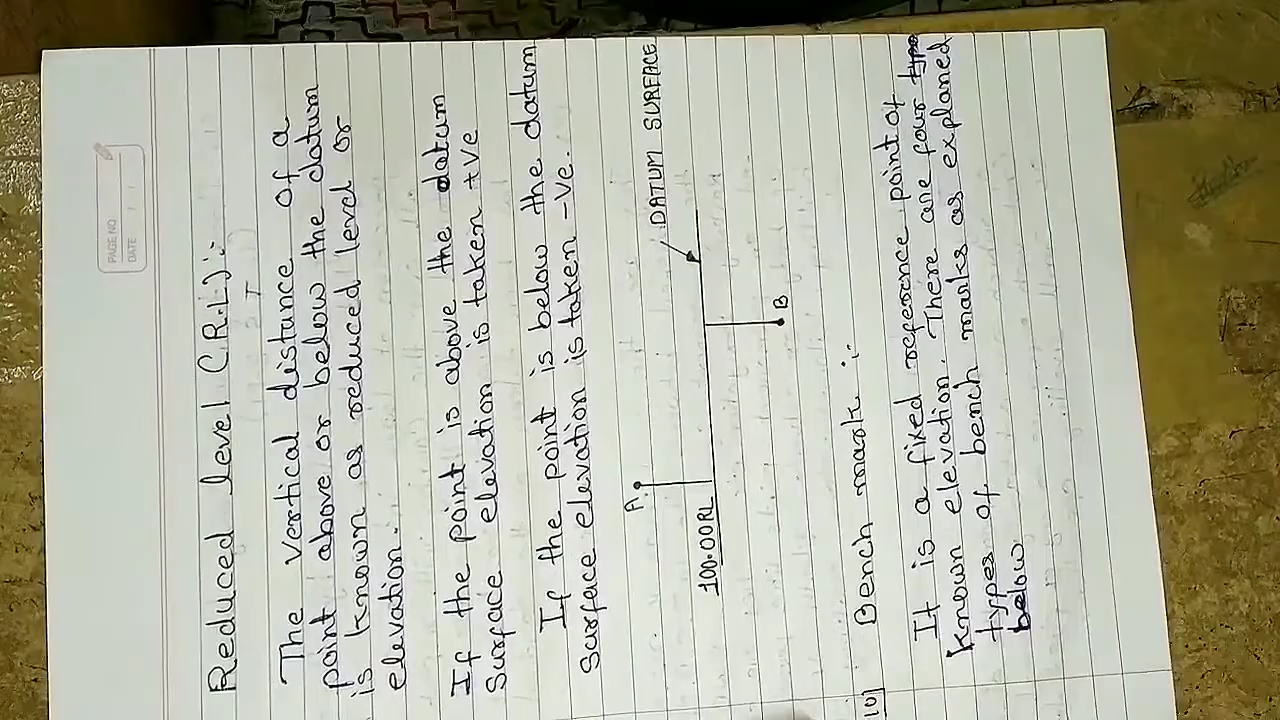 PAGE NO
DATE
Reduced level (R.L) :-
The vertical distance of a
point above or below the datum
is known as reduced level or
elevation.
If the point is above the datum
surface elevation is taken +ve
If the point is below the datum
surface elevation is taken -ve.
DATUM SURFACE
A
100.00RL
B
10] Bench mark :-
It is a fixed reference point of
known elevation. There are four
types of bench marks as explaned
below